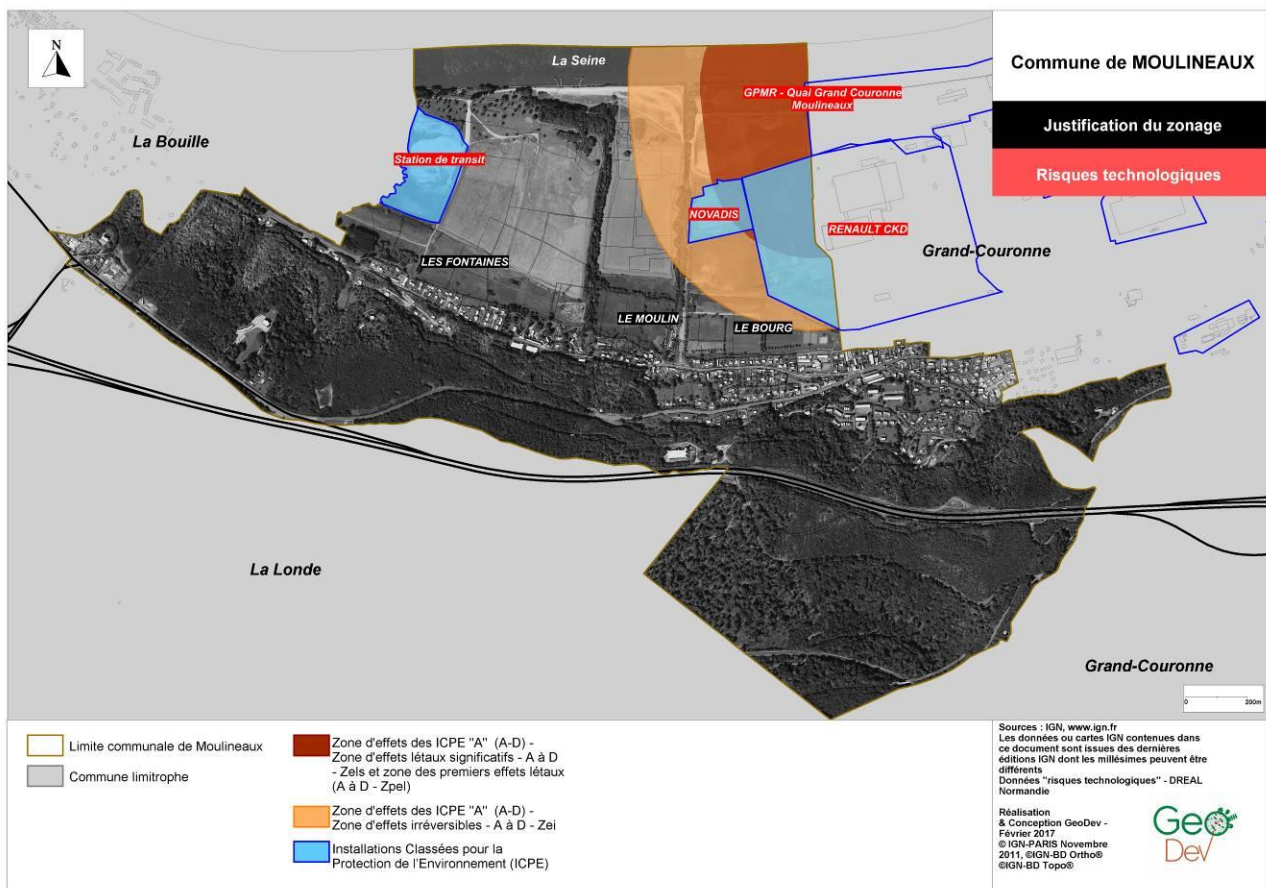 N
La Seine
Commune de MOULINEAUX
Justification du zonage
Risques technologiques
GPMR - Quai Grand Couronne
Moulineaux
La Bouille
Station de transit
NOVADIS
RENAULT CKD
Grand-Couronne
LES FONTAINES
LE MOULIN
LE BOURG
La Londe
Grand-Couronne
0 200m
Limite communale de Moulineaux
Commune limitrophe
Zone d'effets des ICPE "A" (A-D) -
Zone d'effets létaux significatifs - A à D
- Zels et zone des premiers effets létaux
(A à D - Zpel)
Zone d'effets des ICPE "A" (A-D) -
Zone d'effets irréversibles - A à D - Zei
Installations Classées pour la
Protection de l'Environnement (ICPE)
Sources : IGN, www.ign.fr
Les données ou cartes IGN contenues dans
ce document sont issues des dernières
éditions IGN dont les millésimes peuvent être
différents
Données "risques technologiques" - DREAL
Normandie
Réalisation
& Conception GeoDev -
Février 2017
© IGN-PARIS Novembre
2011, ©IGN-BD Ortho®
©IGN-BD Topo®
Geo
Dev